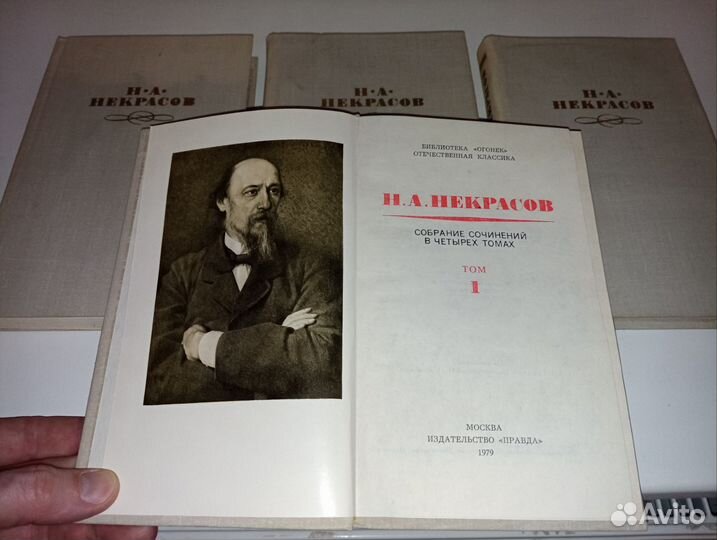 Н·А·
НЕКРАСОВ
Н·А·
НЕКРАСОВ
Н·А·
НЕКРАСОВ
БИБЛИОТЕКА «ОГОНЕК»
ОТЕЧЕСТВЕННАЯ КЛАССИКА
Н.А.НЕКРАСОВ
СОБРАНИЕ СОЧИНЕНИЙ
В ЧЕТЫРЕХ ТОМАХ
ТОМ
1
МОСКВА
ИЗДАТЕЛЬСТВО «ПРАВДА»
1979
Avito